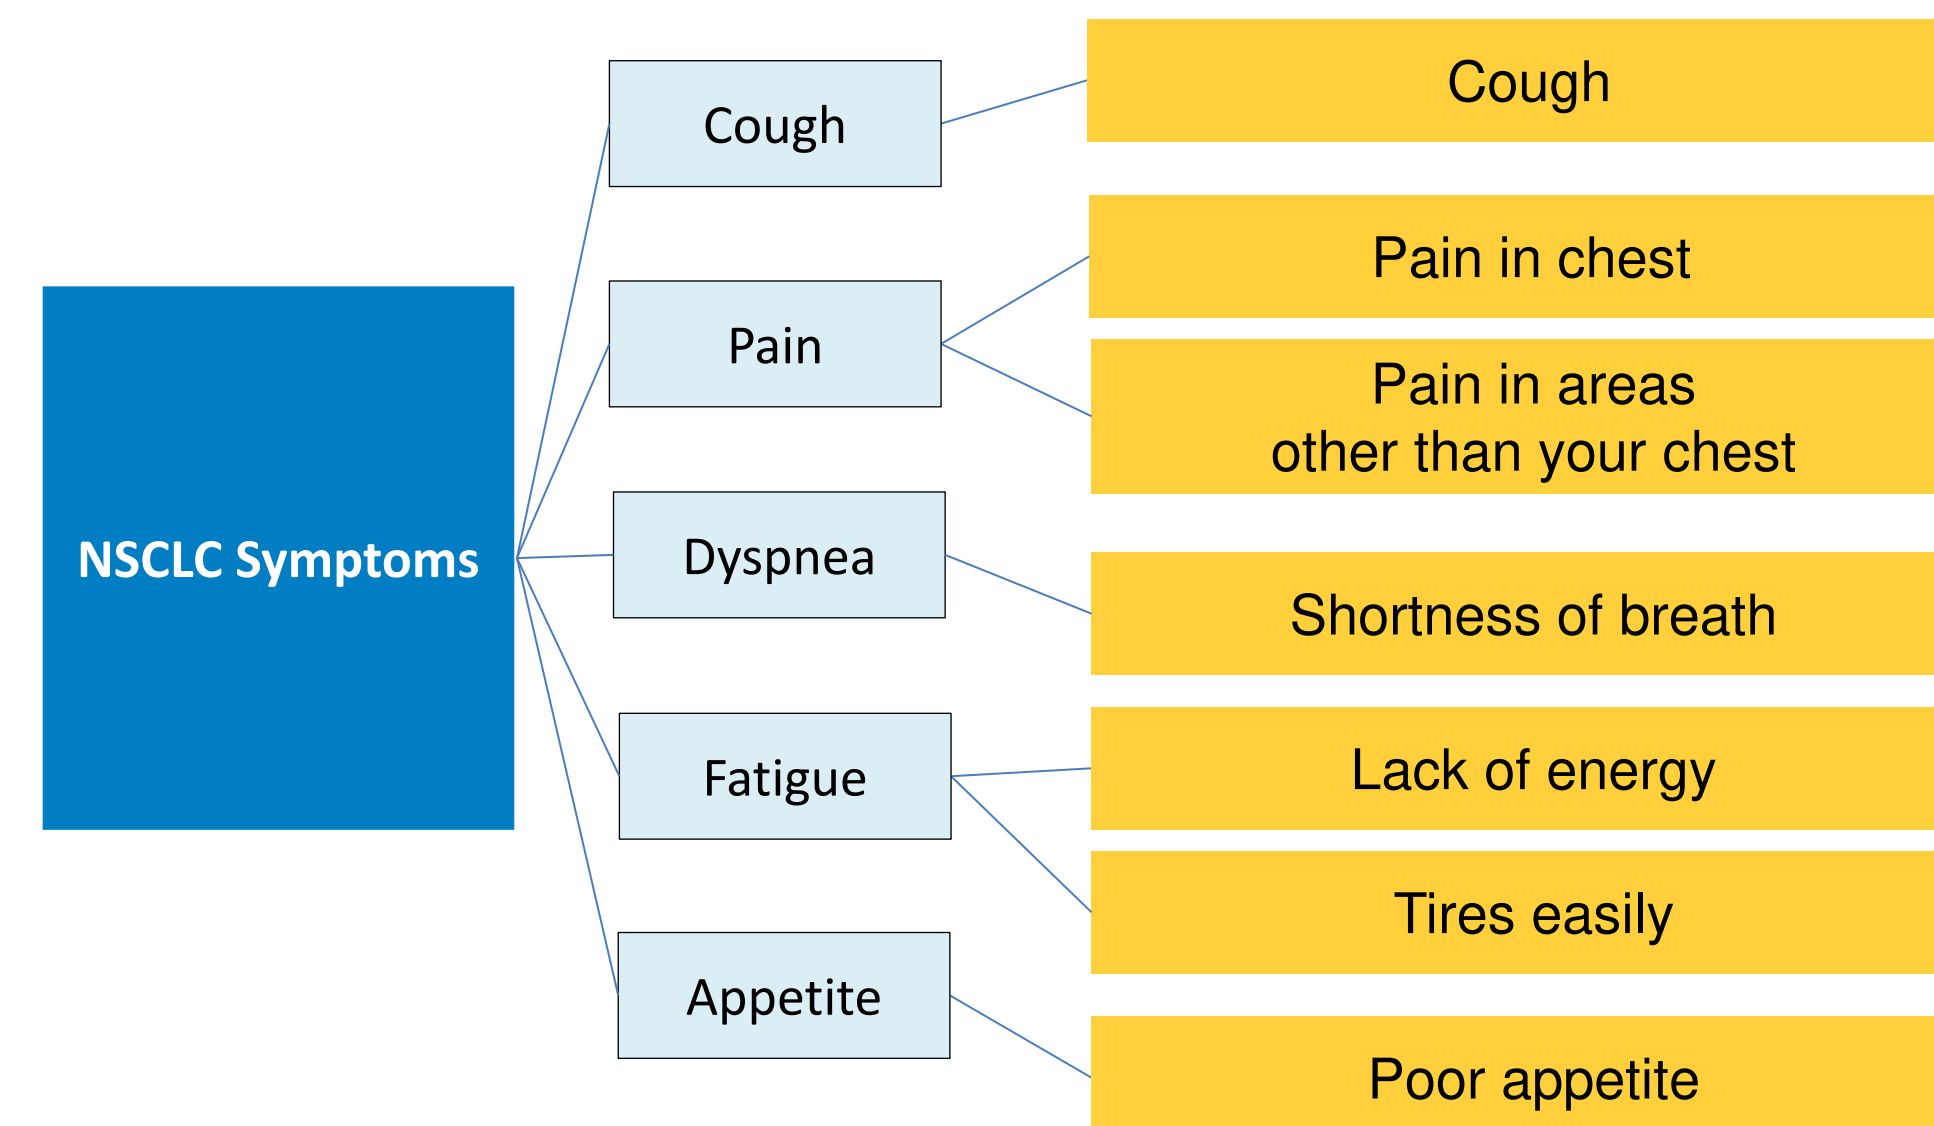 NSCLC Symptoms
Cough
Cough
Pain
Pain in chest
Pain in areas
other than your chest
Dyspnea
Shortness of breath
Fatigue
Lack of energy
Tires easily
Appetite
Poor appetite